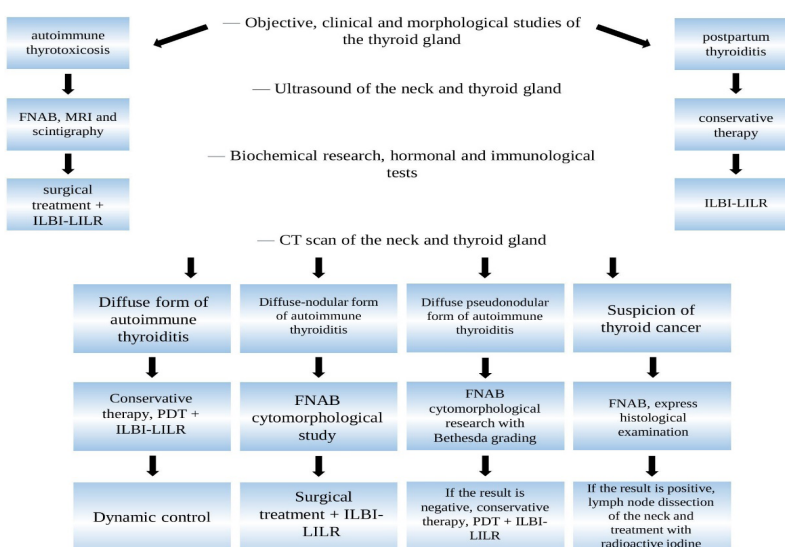 autoimmune
thyrotoxicosis
— Objective, clinical and morphological studies of
the thyroid gland
postpartum
thyroiditis
— Ultrasound of the neck and thyroid gland
FNAB, MRI and
scintigraphy
conservative
therapy
— Biochemical research, hormonal and immunological
tests
surgical
treatment +
ILBI-LILR
ILBI-LILR
— CT scan of the neck and thyroid gland
Diffuse form of
autoimmune
thyroiditis
Diffuse-nodular form
of autoimmune
thyroiditis
Diffuse pseudonodular
form of autoimmune
thyroiditis
Suspicion of
thyroid cancer
Conservative
therapy, PDT +
ILBI-LILR
FNAB
cytomorphological
study
FNAB
cytomorphological
research with
Bethesda grading
FNAB, express
histological
examination
Dynamic control
Surgical
treatment + ILBI-
LILR
If the result is
negative, conservative
therapy, PDT + ILBI-
LILR
If the result is positive,
lymph node dissection
of the neck and
treatment with
radioactive iodine